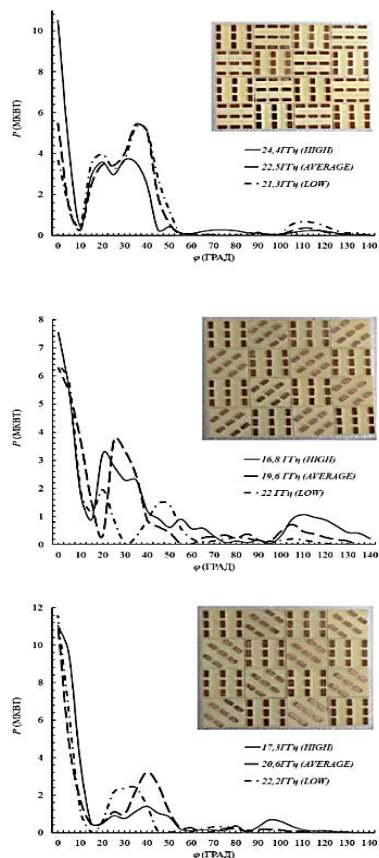 P (МКВТ)
10
8
6
4
2
0
24,4ГГц (HIGH)
22,5ГГц (AVERAGE)
21,3ГГц (LOW)
0 10 20 30 40 50 60 70 80 90 100 110 120 130 140
φ (ГРАД)
P (МКВТ)
8
7
6
5
4
3
2
1
0
16,8 ГГц (HIGH)
19,6 ГГц (AVERAGE)
22 ГГц (LOW)
0 10 20 30 40 50 60 70 80 90 100 110 120 130 140
φ (ГРАД)
P (МКВТ)
12
10
8
6
4
2
0
17,3ГГц (HIGH)
20,6ГГц (AVERAGE)
22,2ГГц (LOW)
0 10 20 30 40 50 60 70 80 90 100 110 120 130 140
φ (ГРАД)